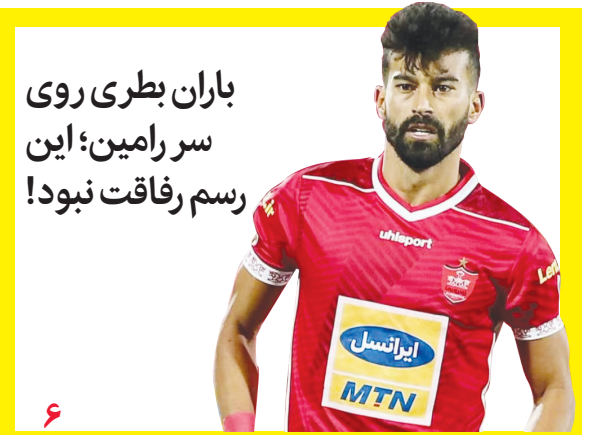 باران بطری روی
سر رامین؛ این
رسم رفاقت نبود!
uhlsport
ایرانسل
MTN
۶